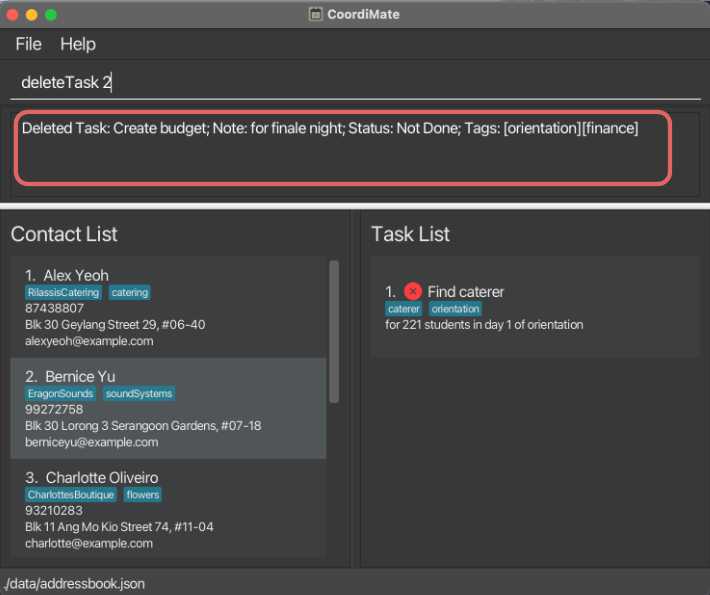 CoordiMate
File Help
deleteTask 2
Deleted Task: Create budget; Note: for finale night; Status: Not Done; Tags: [orientation][finance]
Contact List
1. Alex Yeoh
RilassisCatering catering
87438807
Blk 30 Geylang Street 29, #06-40
alexyeoh@example.com
2. Bernice Yu
EragonSounds soundSystems
99272758
Blk 30 Lorong 3 Serangoon Gardens, #07-18
berniceyu@example.com
3. Charlotte Oliveiro
CharlottesBoutique flowers
93210283
Blk 11 Ang Mo Kio Street 74, #11-04
charlotte@example.com
Task List
1. Find caterer
caterer orientation
for 221 students in day 1 of orientation
./data/addressbook.json